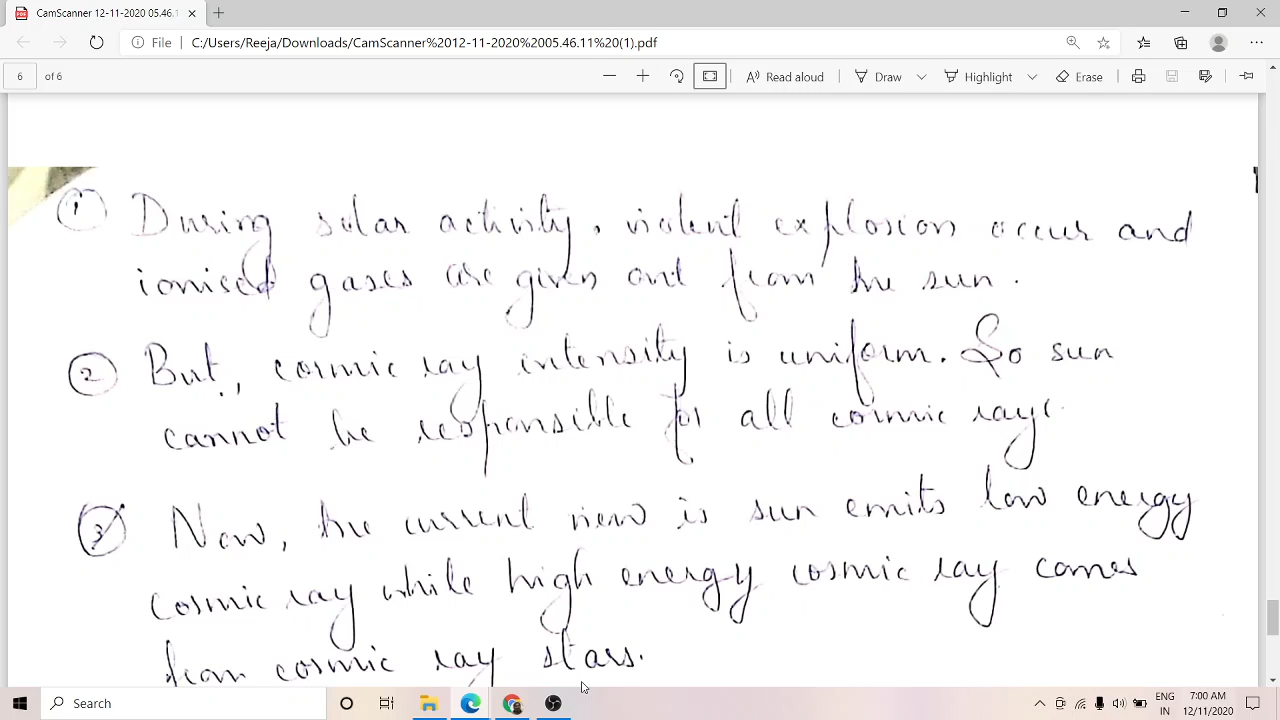 CamScanner 12-11-2020 05.46.1
File C:/Users/Reeja/Downloads/CamScanner%2012-11-2020%2005.46.11%20(1).pdf
6 of 6 Read aloud Draw Highlight Erase
1 During solar activity, violent explosion occur and
ionised gases are given out from the sun.
2 But, cosmic ray intensity is uniform. So sun
cannot be responsible for all cosmic rays
3 Now, the current view is sun emits low energy
cosmic ray while high energy cosmic ray comes
from cosmic ray stars.
Search
ENG 7:00 AM
IN 12/11/2020